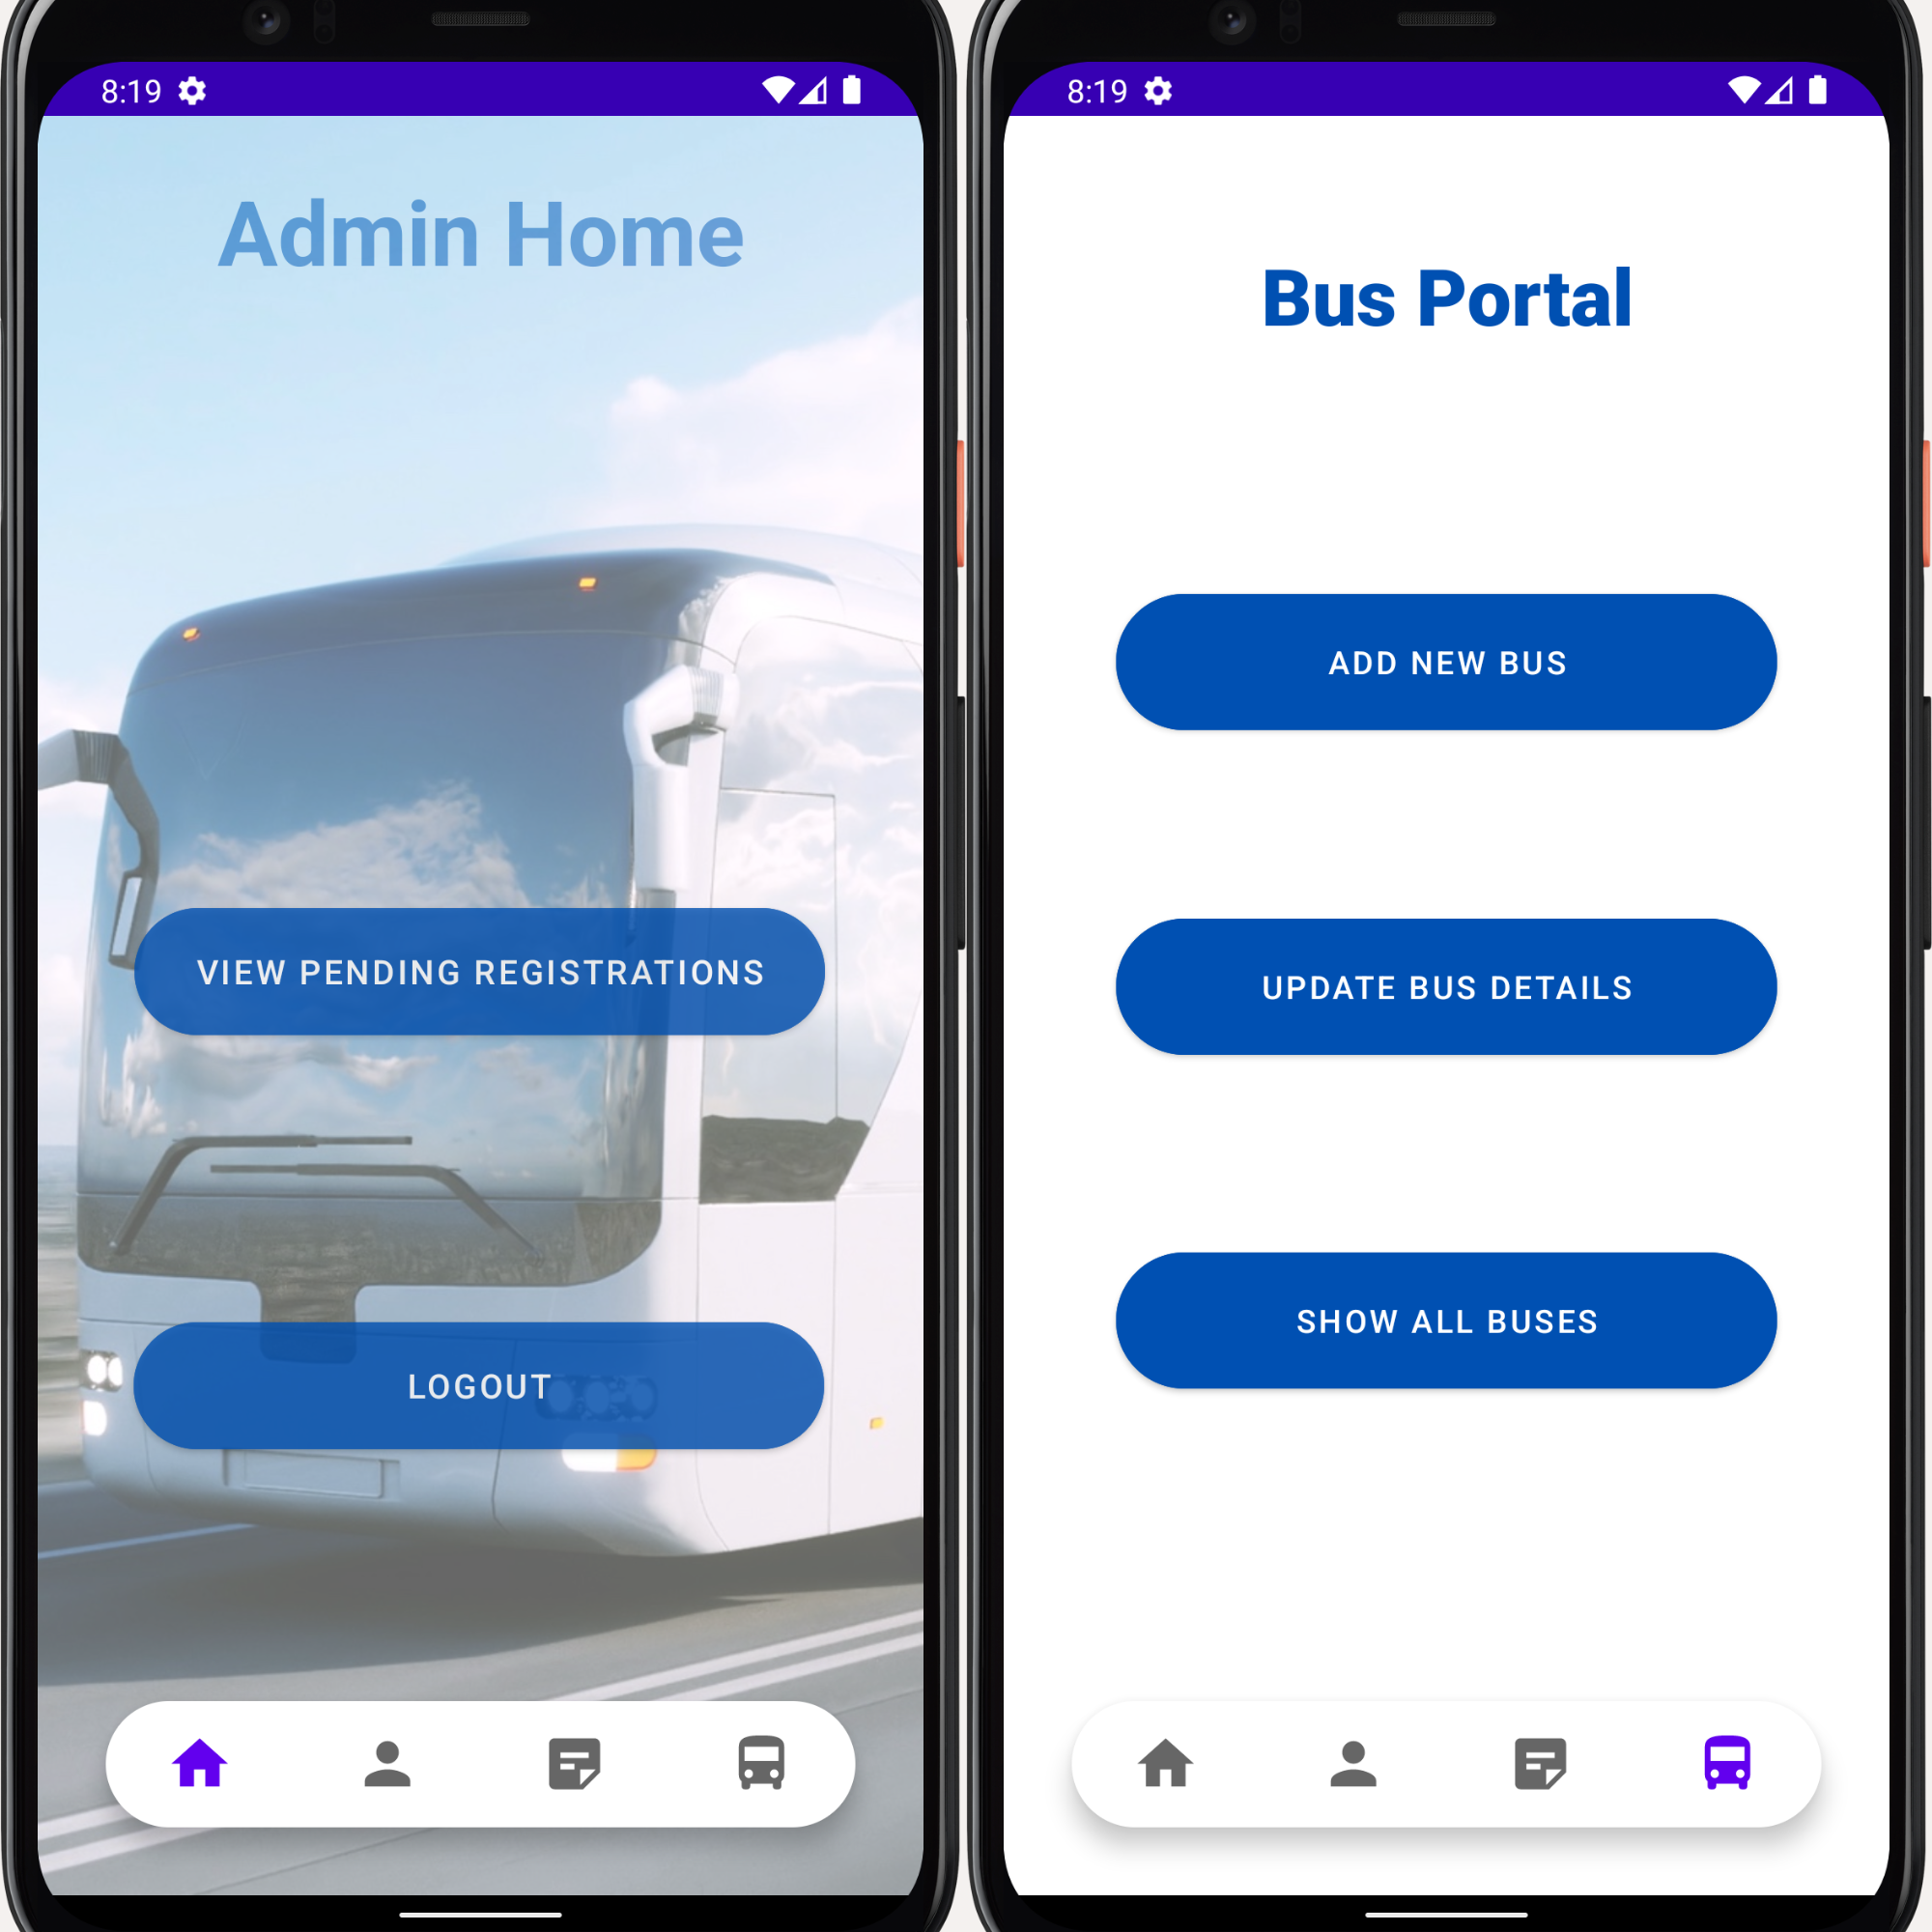 8:19
Admin Home
VIEW PENDING REGISTRATIONS
LOGOUT
8:19
Bus Portal
ADD NEW BUS
UPDATE BUS DETAILS
SHOW ALL BUSES